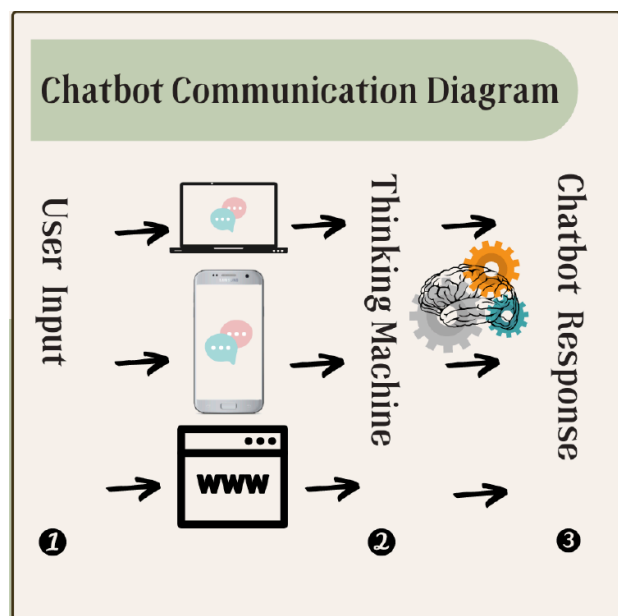 Chatbot Communication Diagram
User Input
Thinking Machine
Chatbot Response
WWW
1
2
3